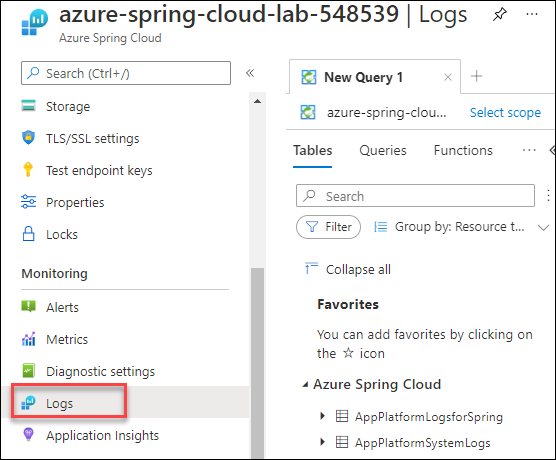 azure-spring-cloud-lab-548539 | Logs
Azure Spring Cloud
Search (Ctrl+/)
«
Storage
TLS/SSL settings
Test endpoint keys
Properties
Locks
Monitoring
Alerts
Metrics
Diagnostic settings
Logs
Application Insights
New Query 1
azure-spring-clou...
Select scope
Tables
Queries
Functions
...
Search
Filter
Group by: Resource t...
Collapse all
Favorites
You can add favorites by clicking on
the ☆ icon
Azure Spring Cloud
AppPlatformLogsforSpring
AppPlatformSystemLogs